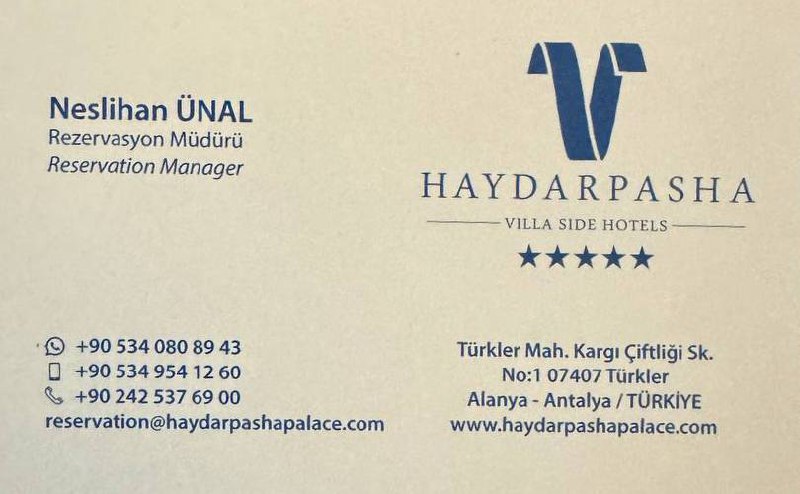 Neslihan ÜNAL
Rezervasyon Müdürü
Reservation Manager
HAYDARPASHA
VILLA SIDE HOTELS
+90 534 080 89 43
+90 534 954 12 60
+90 242 537 69 00
reservation@haydarpashapalace.com
Türkler Mah. Kargı Çiftliği Sk.
No:1 07407 Türkler
Alanya - Antalya / TÜRKİYE
www.haydarpashapalace.com